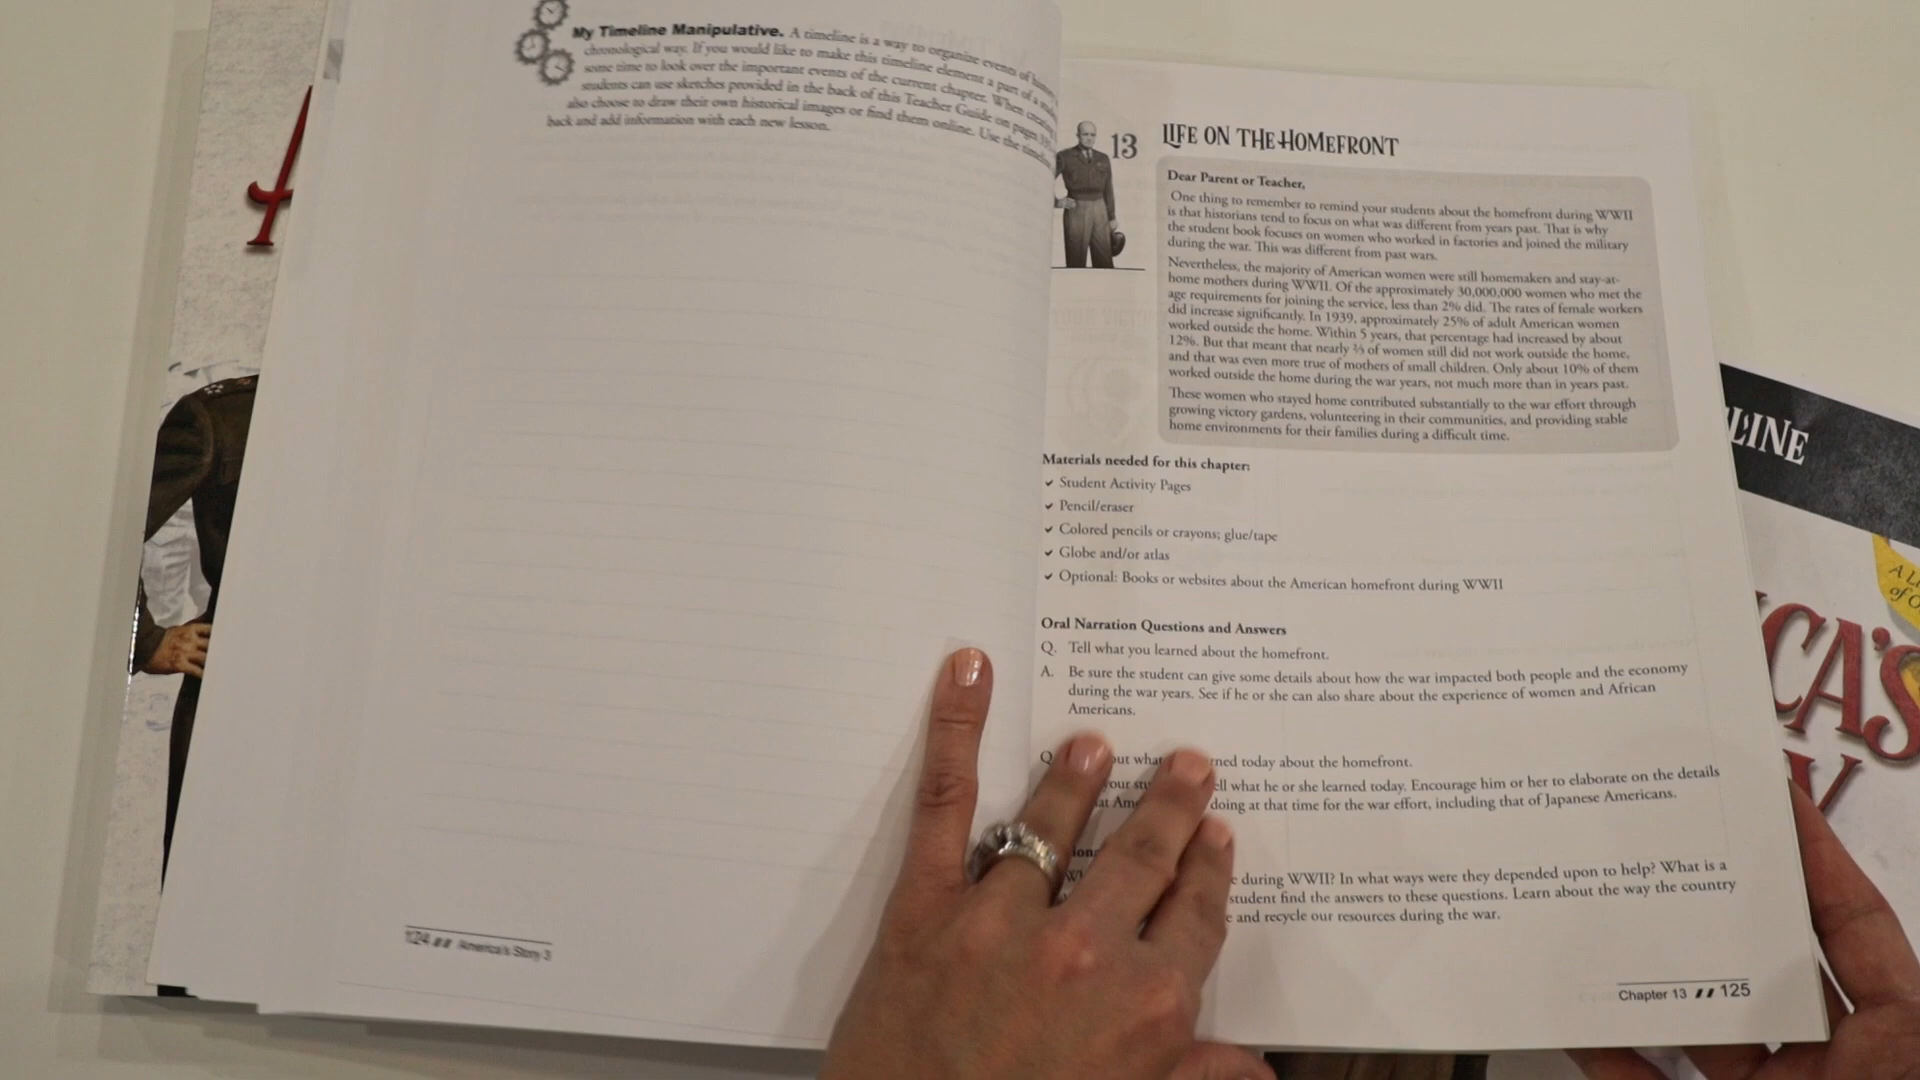 My Timeline Manipulative. A timeline is a way to organize events of
chronological way. If you would like to make this timeline element a part of a
some time to look over the important events of the current chapter. When
students can use sketches provided in the back of this Teacher Guide on pages
also choose to draw their own historical images or find them online. Use the
back and add information with each new lesson.
124 America's Story 3
13 LIFE ON THE HOMEFRONT
Dear Parent or Teacher,
One thing to remember to remind your students about the homefront during WWII
is that historians tend to focus on what was different from years past. That is why
the student book focuses on women who worked in factories and joined the military
during the war. This was different from past wars.
Nevertheless, the majority of American women were still homemakers and stay-at-
home mothers during WWII. Of the approximately 30,000,000 women who met the
age requirements for joining the service, less than 2% did. The rates of female workers
did increase significantly. In 1939, approximately 25% of adult American women
worked outside the home. Within 5 years, that percentage had increased by about
12%. But that meant that nearly ⅔ of women still did not work outside the home,
and that was even more true of mothers of small children. Only about 10% of them
worked outside the home during the war years, not much more than in years past.
These women who stayed home contributed substantially to the war effort through
growing victory gardens, volunteering in their communities, and providing stable
home environments for their families during a difficult time.
Materials needed for this chapter:
✓ Student Activity Pages
✓ Pencil/eraser
✓ Colored pencils or crayons; glue/tape
✓ Globe and/or atlas
✓ Optional: Books or websites about the American homefront during WWII
Oral Narration Questions and Answers
Q. Tell what you learned about the homefront.
A. Be sure the student can give some details about how the war impacted both people and the economy
during the war years. See if he or she can also share about the experience of women and African
Americans.
Q today about the homefront.
what he or she learned today. Encourage him or her to elaborate on the details
doing at that time for the war effort, including that of Japanese Americans.
during WWII? In what ways were they depended upon to help? What is a
student find the answers to these questions. Learn about the way the country
and recycle our resources during the war.
Chapter 13 125
LINE
CA'S
Y